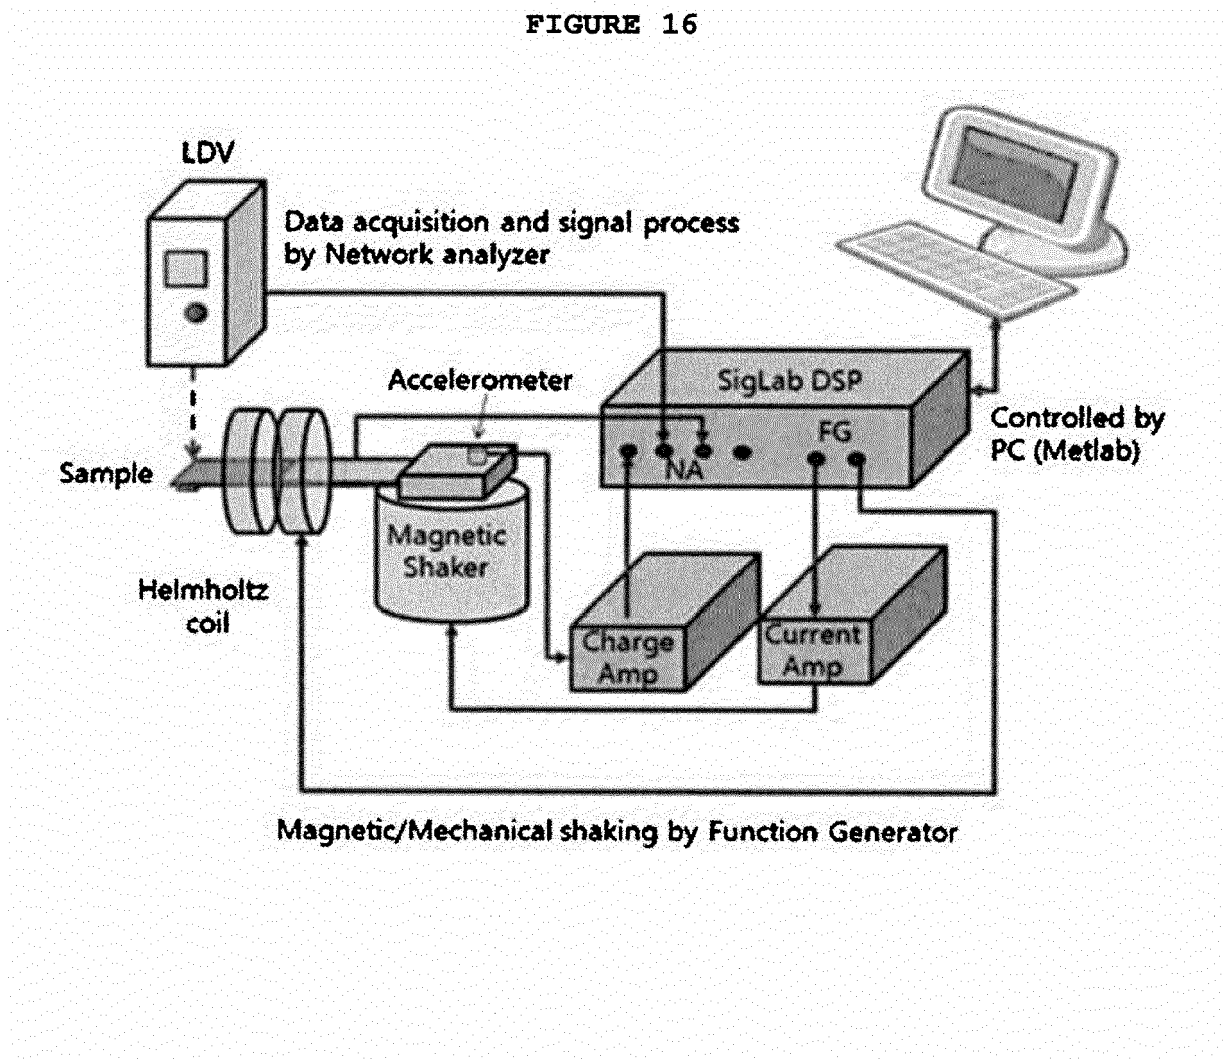 FIGURE 16
LDV
Data acquisition and signal process
by Network analyzer
Accelerometer
SigLab DSP
FG
NA
Controlled by
PC (Metlab)
Sample
Magnetic
Shaker
Helmholtz
coil
Charge
Amp
Current
Amp
Magnetic/Mechanical shaking by Function Generator